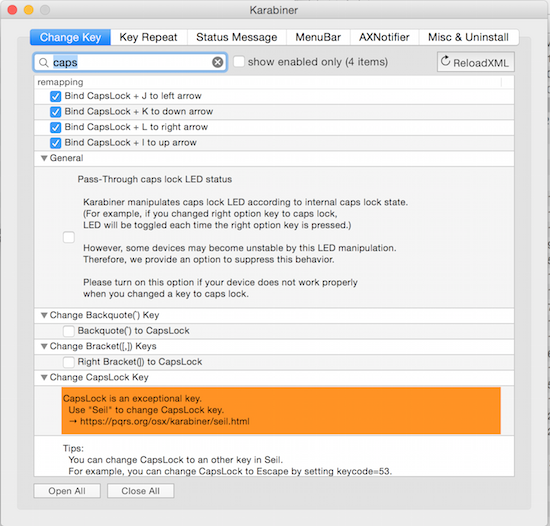 Karabiner
Change Key Key Repeat Status Message MenuBar AXNotifier Misc & Uninstall
caps show enabled only (4 items) ReloadXML
remapping
Bind CapsLock + J to left arrow
Bind CapsLock + K to down arrow
Bind CapsLock + L to right arrow
Bind CapsLock + I to up arrow
General
Pass-Through caps lock LED status
Karabiner manipulates caps lock LED according to internal caps lock state.
(For example, if you changed right option key to caps lock,
LED will be toggled each time the right option key is pressed.)
However, some devices may become unstable by this LED manipulation.
Therefore, we provide an option to suppress this behavior.
Please turn on this option if your device does not work properly
when you changed a key to caps lock.
Change Backquote(`) Key
Backquote(`) to CapsLock
Change Bracket([,]) Keys
Right Bracket(]) to CapsLock
Change CapsLock Key
CapsLock is an exceptional key.
Use "Seil" to change CapsLock key.
→ https://pqrs.org/osx/karabiner/seil.html
Tips:
You can change CapsLock to an other key in Seil.
For example, you can change CapsLock to Escape by setting keycode=53.
Open All Close All